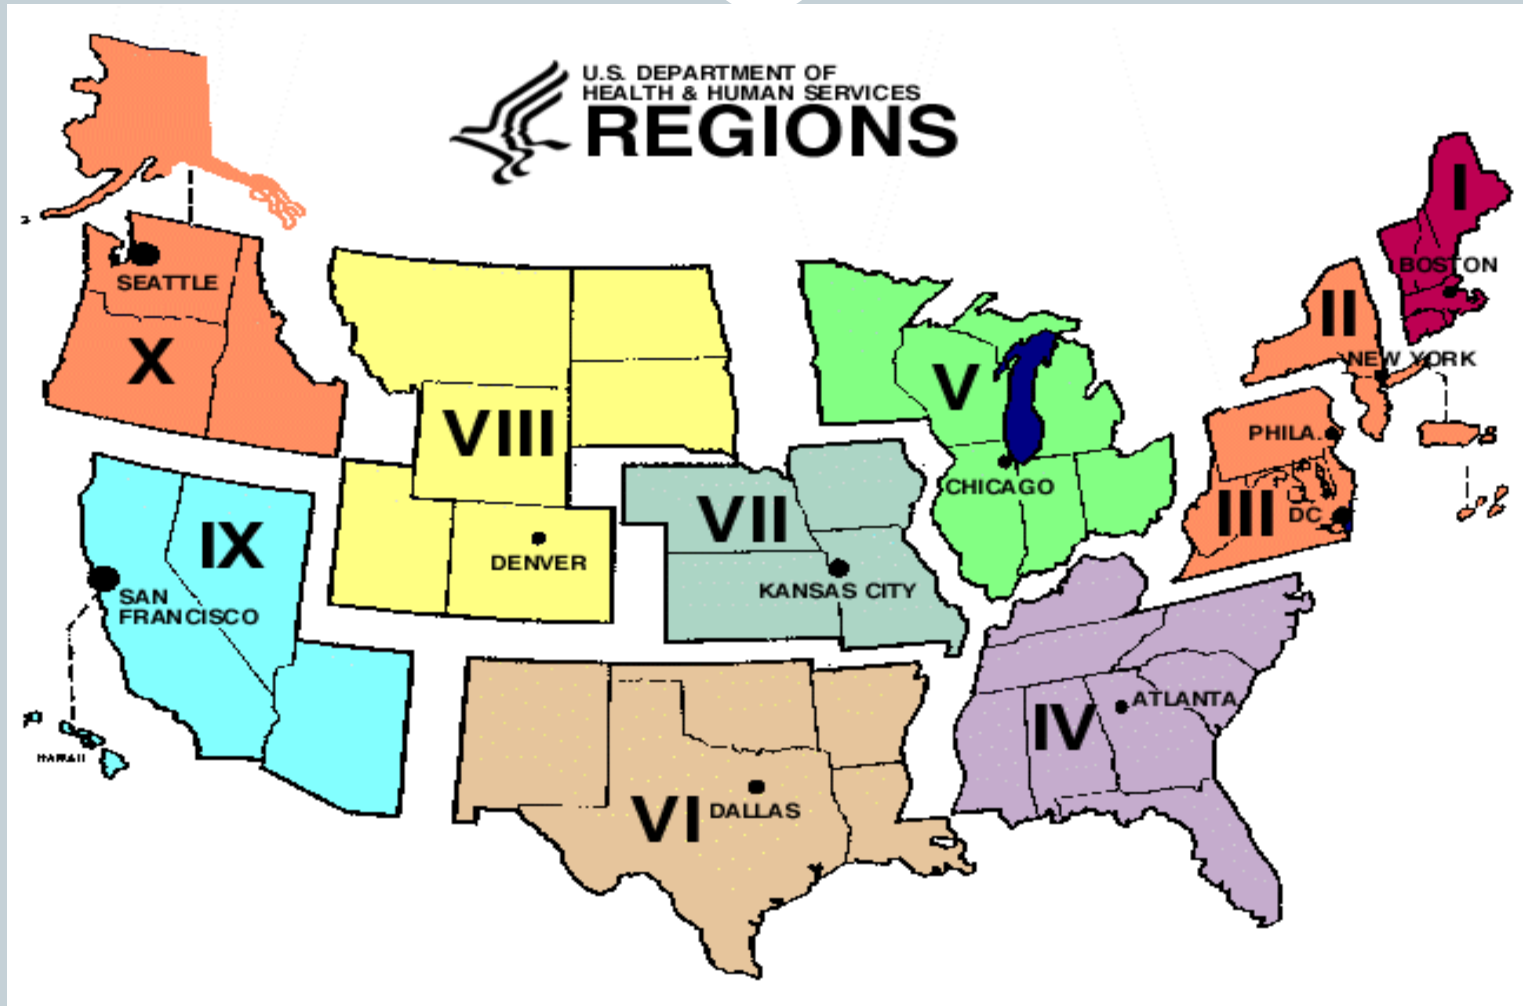 U.S. DEPARTMENT OF
HEALTH & HUMAN SERVICES
REGIONS
I
BOSTON
SEATTLE
II
X
NEW YORK
V
VIII
PHILA.
CHICAGO
III
DC
VII
IX
DENVER
KANSAS CITY
SAN
FRANCISCO
ATLANTA
IV
HAWAII
VI
DALLAS